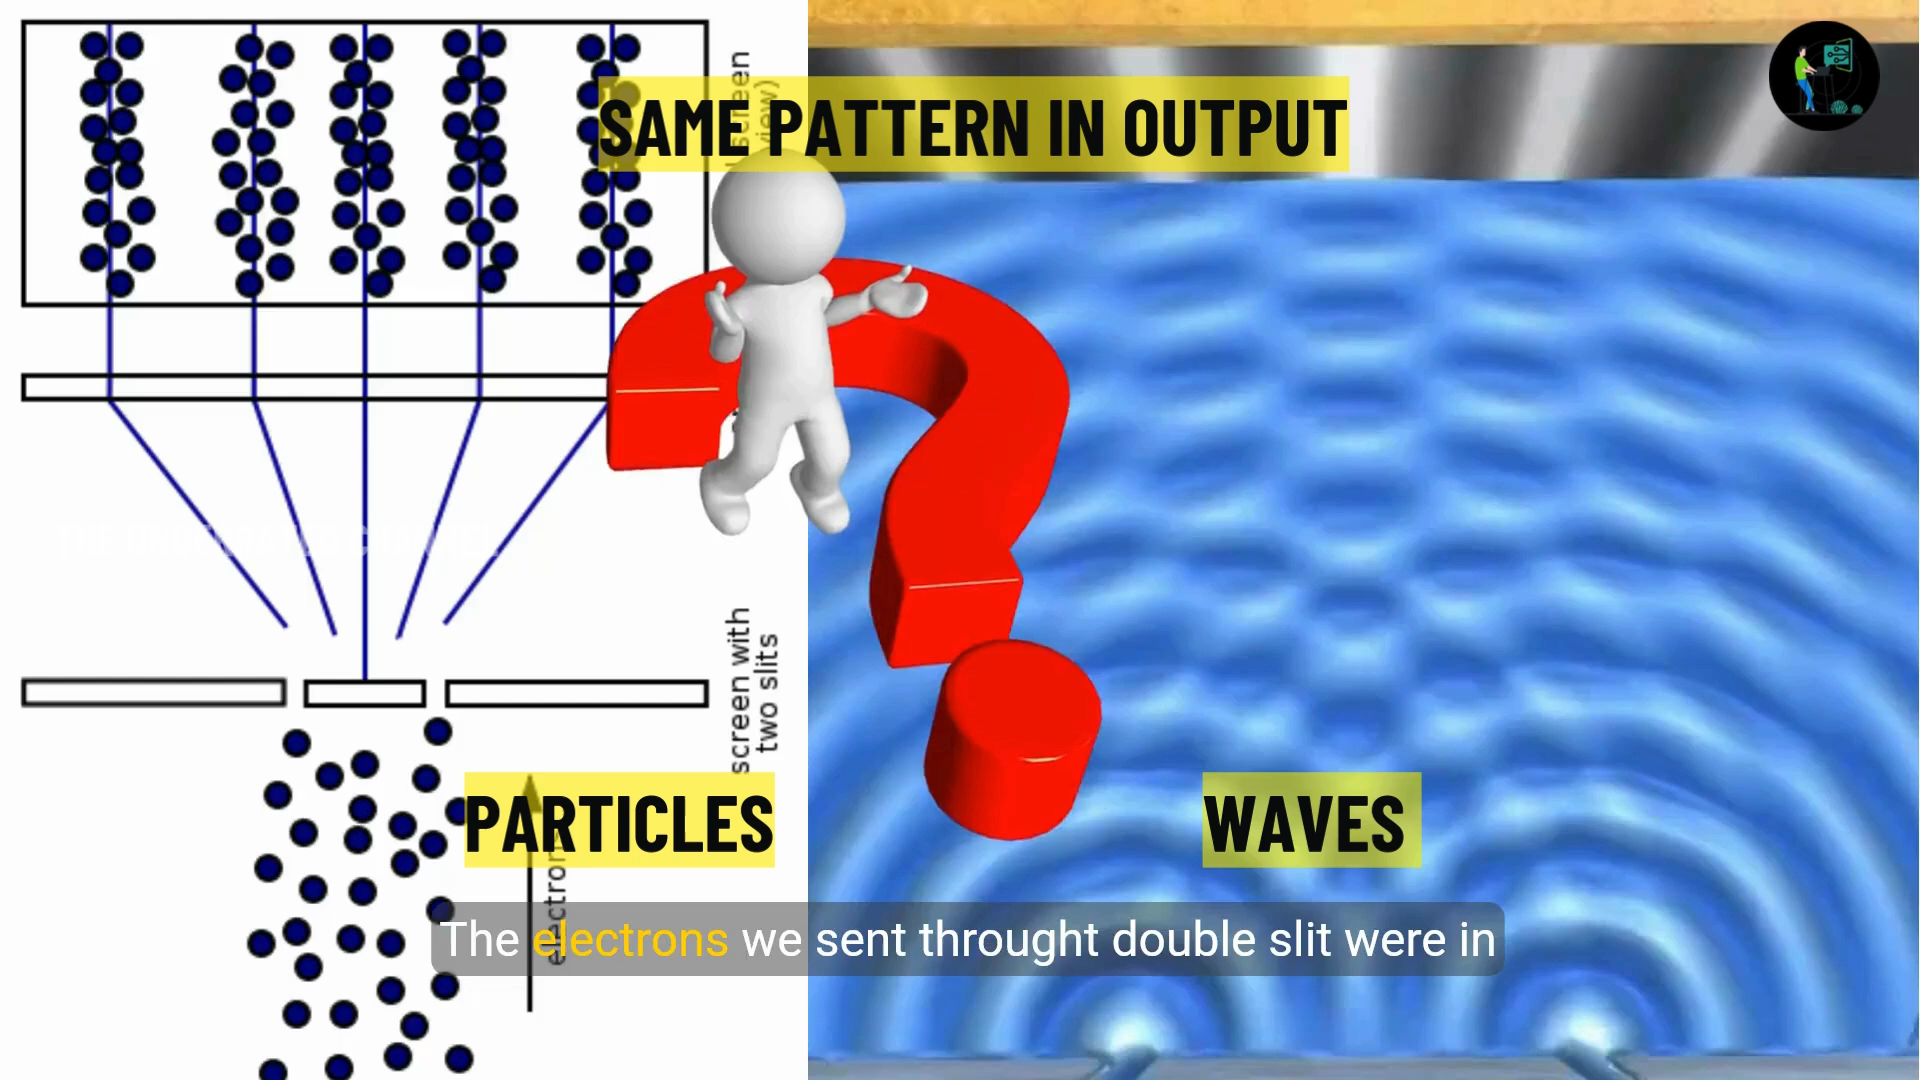 SAME PATTERN IN OUTPUT
screen with
two slits
PARTICLES
WAVES
The electrons we sent throught double slit were in